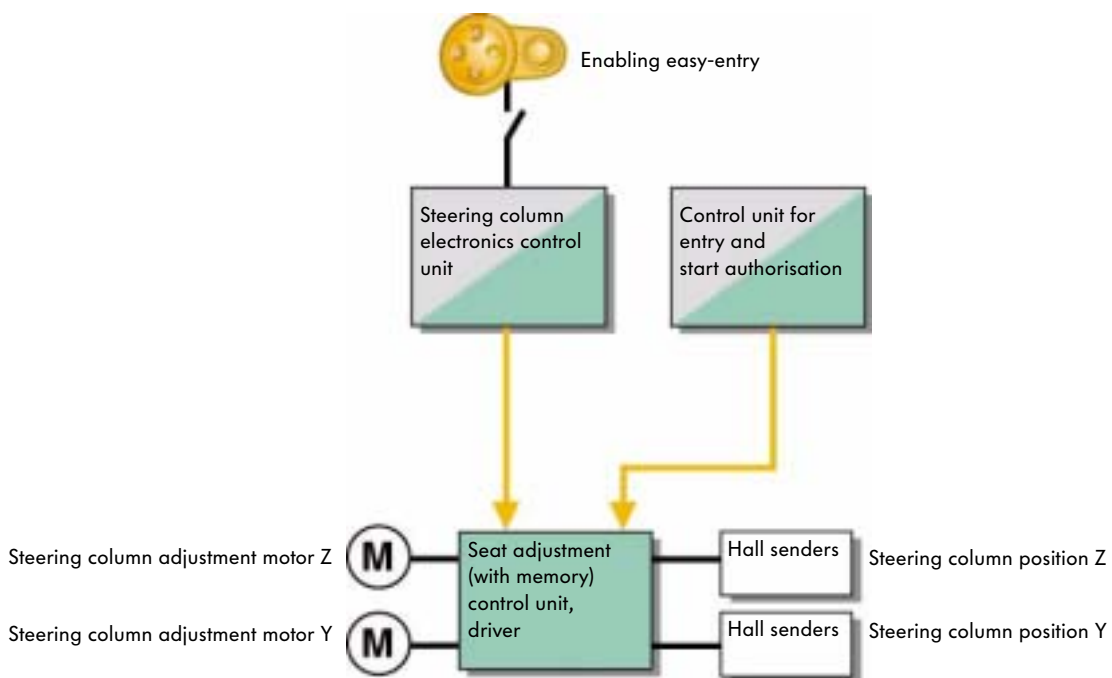 Enabling easy-entry
Steering column
electronics control
unit
Control unit for
entry and
start authorisation
Steering column adjustment motor Z
M
Seat adjustment
(with memory)
control unit,
driver
Hall senders
Steering column position Z
Steering column adjustment motor Y
M
Hall senders
Steering column position Y